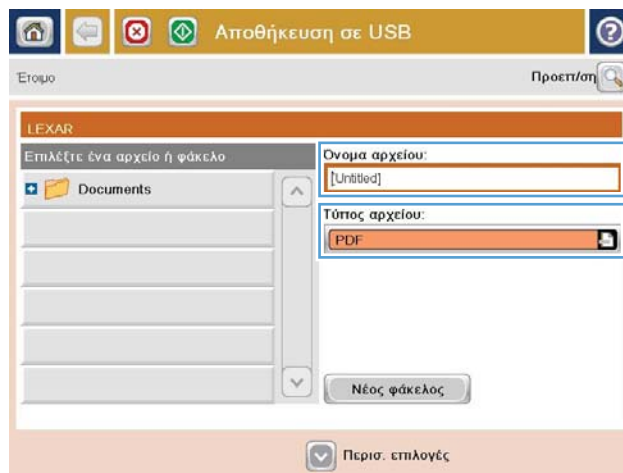 Αποθήκευση σε USB
Έτοιμο
Προεπ/ση
LEXAR
Επιλέξτε ένα αρχείο ή φάκελο
Documents
Όνομα αρχείου:
[Untitled]
Τύπος αρχείου:
PDF
Νέος φάκελος
Περισ. επιλογές